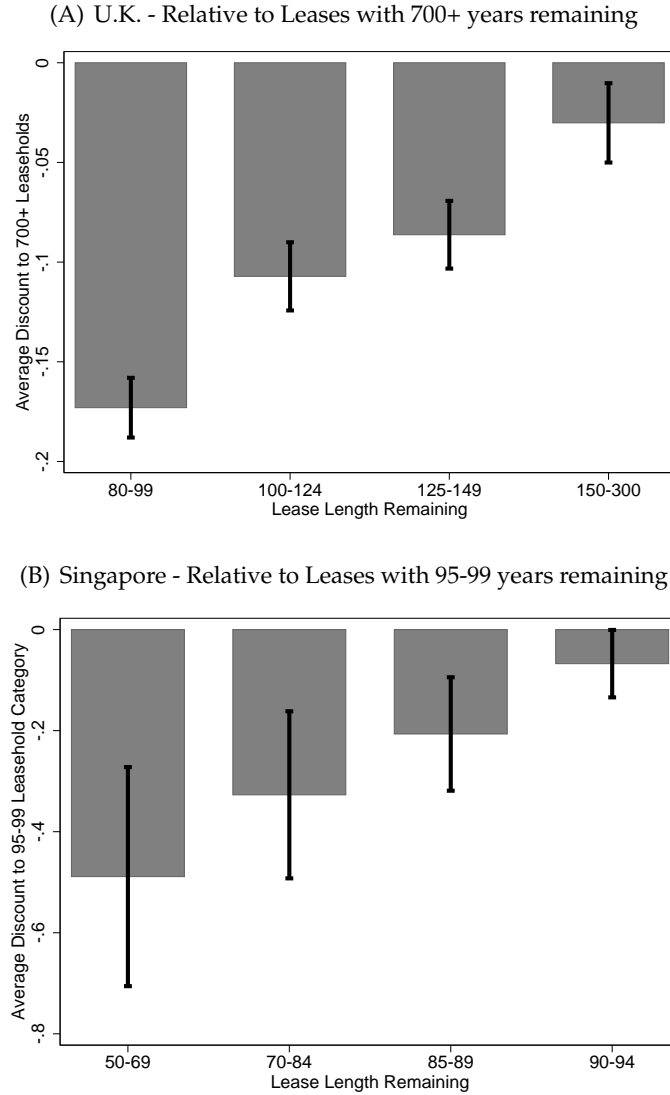 (A) U.K. - Relative to Leases with 700+ years remaining
Average Discount to 700+ Leaseholds
0
-.05
-.1
-.15
-.2
80-99 100-124 125-149 150-300
Lease Length Remaining
(B) Singapore - Relative to Leases with 95-99 years remaining
Average Discount to 95-99 Leasehold Category
0
-.2
-.4
-.6
-.8
50-69 70-84 85-89 90-94
Lease Length Remaining